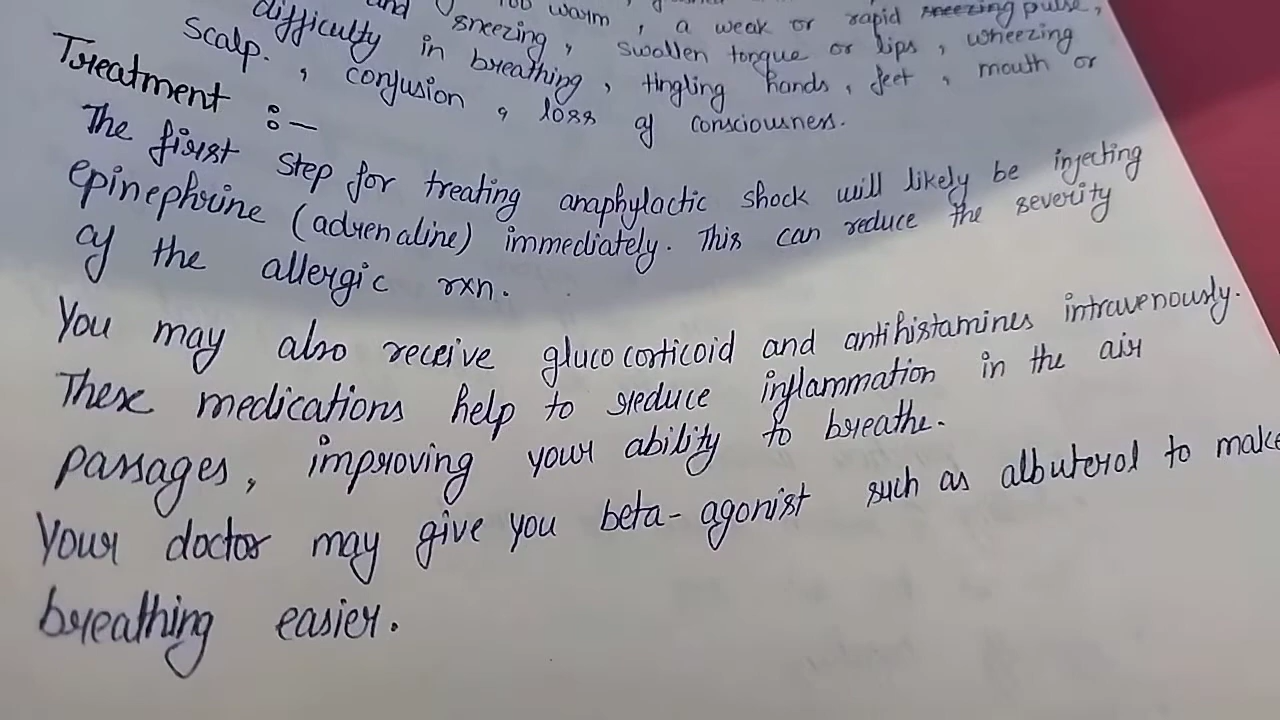 and too warm,
sneezing, a weak or rapid pulse,
difficulty in breathing, swollen tongue or lips, wheezing
scalp., confusion, tingling hands, feet, mouth or
loss of consciousness.
Treatment :-
The first step for treating anaphylactic shock will likely be injecting
epinephrine (adrenaline) immediately. This can reduce the severity
of the allergic rxn.
You may also receive glucocorticoid and antihistamines intravenously.
These medications help to reduce inflammation in the air
passages, improving your ability to breathe.
Your doctor may give you beta-agonist such as albuterol to make
breathing easier.